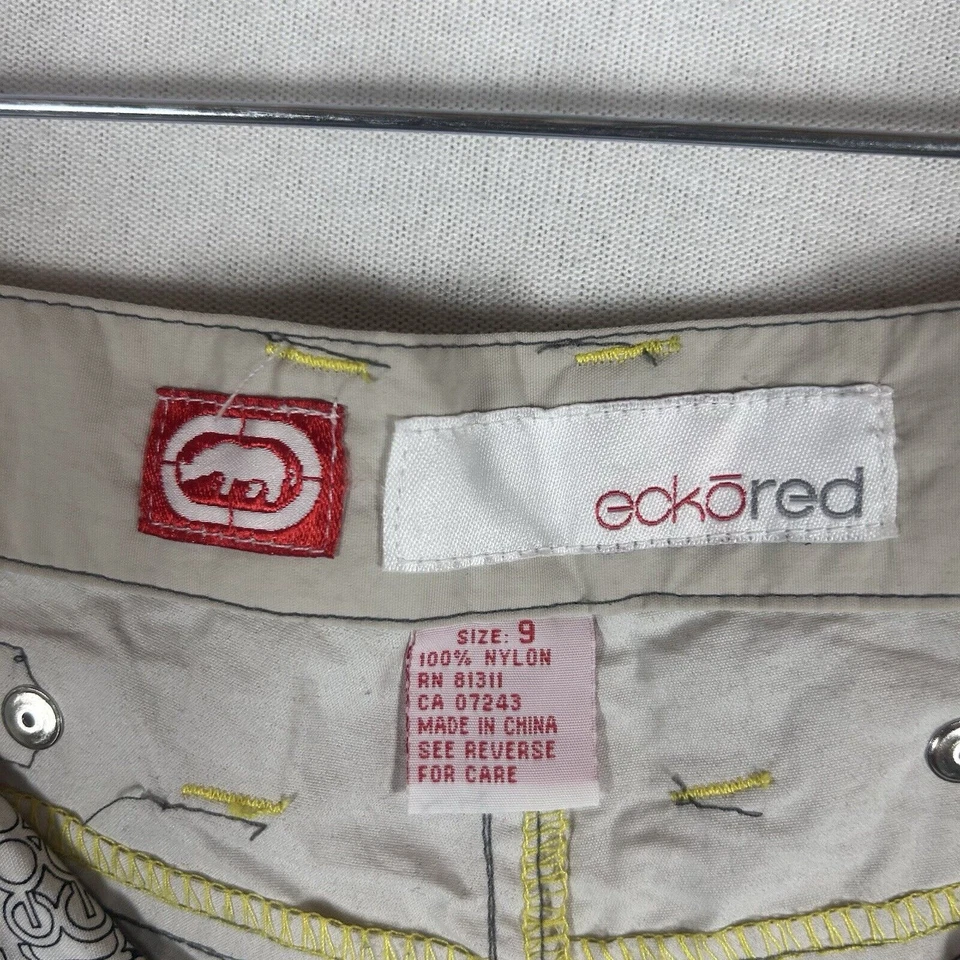 eckōred
SIZE: 9
100% NYLON
RN 81311
CA 07243
MADE IN CHINA
SEE REVERSE
FOR CARE